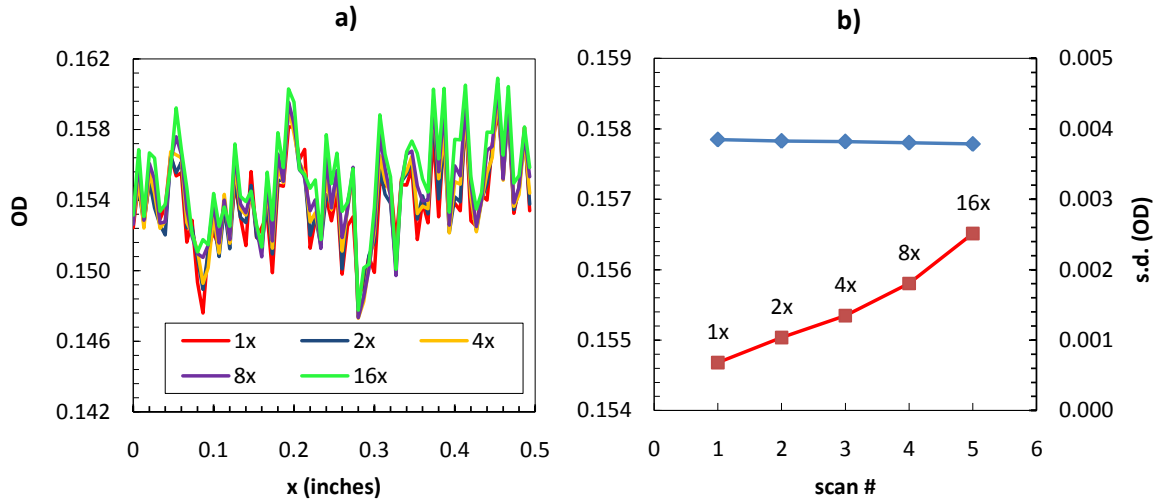 a)
OD
0.162
0.158
0.154
0.150
0.146
0.142
1x
2x
4x
8x
16x
0
0.1
0.2
0.3
0.4
0.5
x (inches)
b)
0.159
0.158
0.157
0.156
0.155
0.154
1x
2x
4x
8x
16x
0.005
0.004
0.003
0.002
0.001
0.000
s.d. (OD)
0
1
2
3
4
5
6
scan #